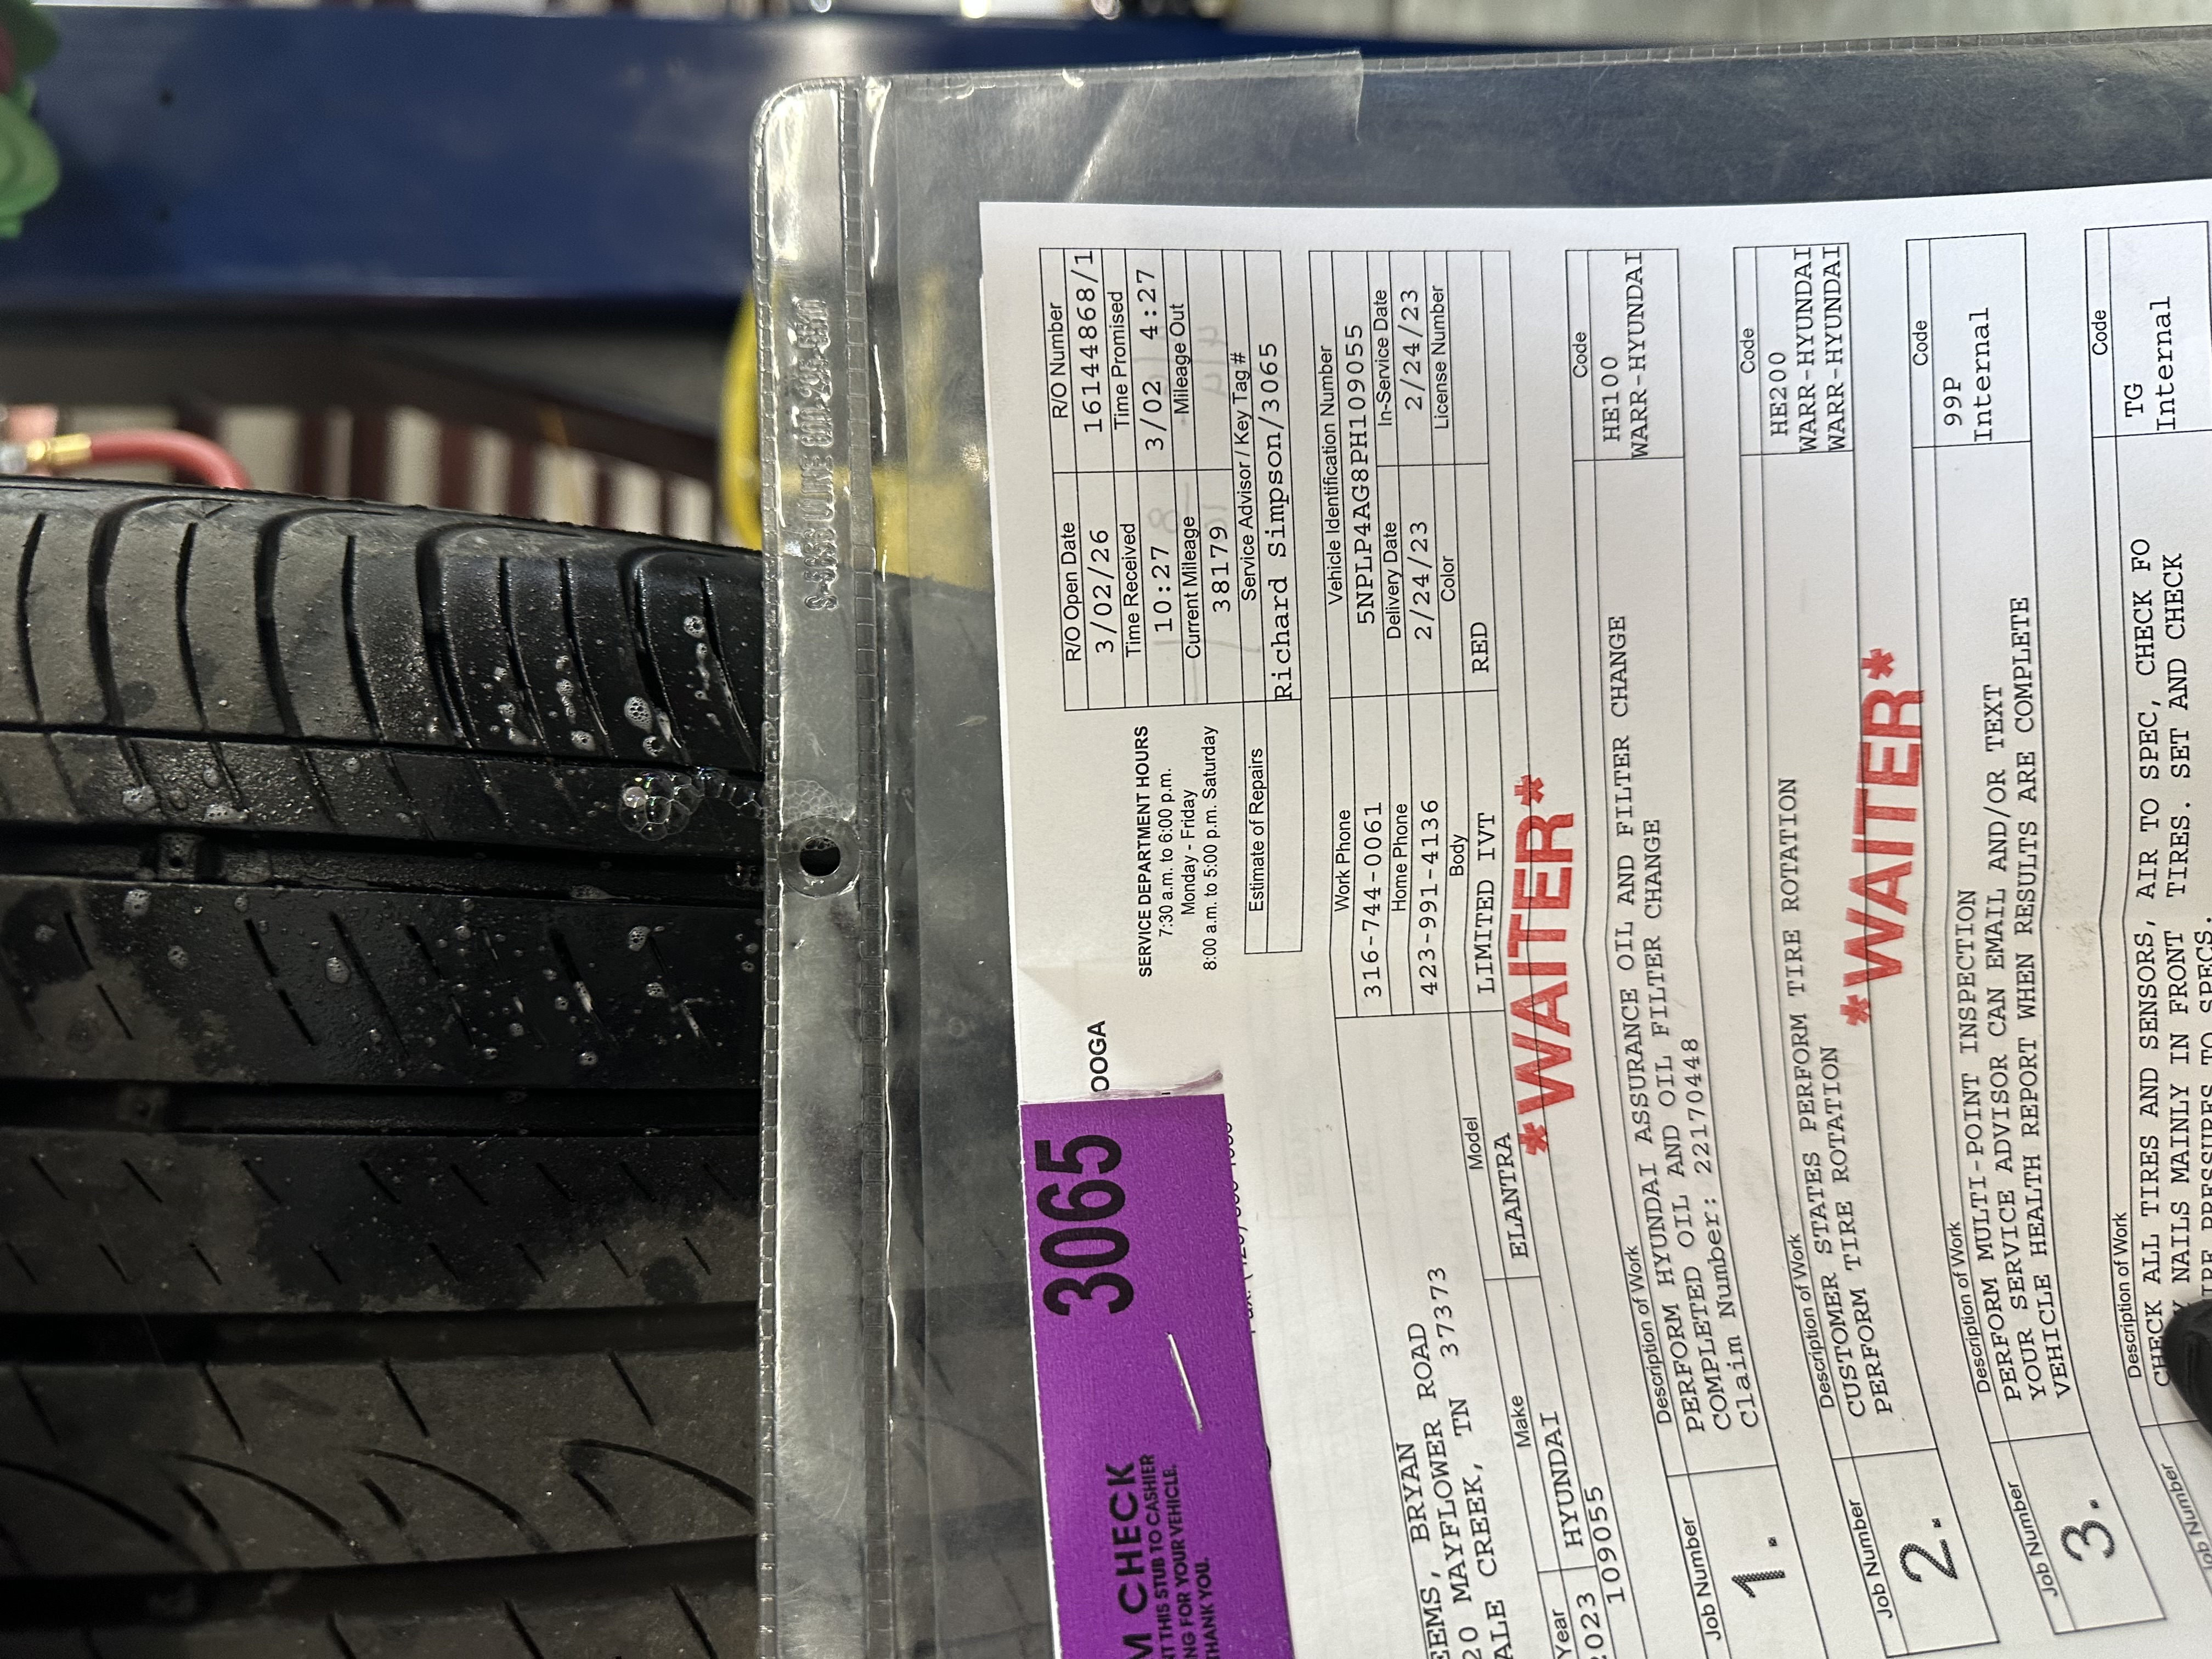 3065
M CHECK
NT THIS STUB TO CASHIER
NG FOR YOUR VEHICLE.
THANK YOU.
OOGA
SERVICE DEPARTMENT HOURS
7:30 a.m. to 6:00 p.m.
Monday - Friday
8:00 a.m. to 5:00 p.m. Saturday
Estimate of Repairs
R/O Open Date R/O Number
3/02/26 16144868/1
Time Received Time Promised
10:27 3/02 4:27
Current Mileage Mileage Out
38179
Service Advisor / Key Tag #
Richard Simpson/3065
EEMS, BRYAN
20 MAYFLOWER ROAD
ALE CREEK, TN 37373
Work Phone Vehicle Identification Number
316-744-0061 5NPLP4AG8PH109055
Home Phone Delivery Date In-Service Date
423-991-4136 2/24/23 2/24/23
Year Make Model Body Color License Number
2023 HYUNDAI ELANTRA LIMITED IVT RED
109055
*WAITER*
Job Number Description of Work Code
1. PERFORM HYUNDAI ASSURANCE OIL AND FILTER CHANGE HE100
COMPLETED OIL AND OIL FILTER CHANGE WARR-HYUNDAI
Claim Number: 22170448
Job Number Description of Work Code
2. CUSTOMER STATES PERFORM TIRE ROTATION HE200
PERFORM TIRE ROTATION WARR-HYUNDAI
WARR-HYUNDAI
*WAITER*
Job Number Description of Work Code
3. PERFORM MULTI-POINT INSPECTION 99P
YOUR SERVICE ADVISOR CAN EMAIL AND/OR TEXT Internal
VEHICLE HEALTH REPORT WHEN RESULTS ARE COMPLETE
Job Number Description of Work Code
CHECK ALL TIRES AND SENSORS, AIR TO SPEC, CHECK FO TG
NAILS MAINLY IN FRONT TIRES. SET AND CHECK Internal
PRESSURES TO SPECS.